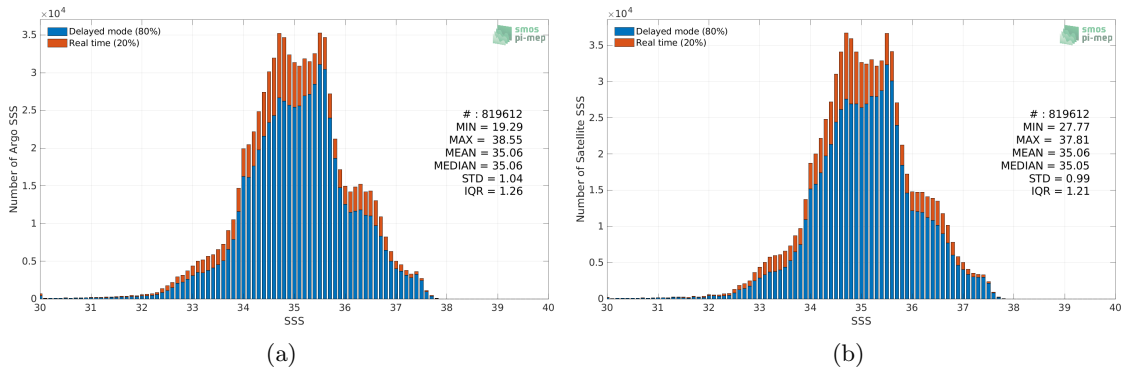 ×10⁴
Delayed mode (80%)
Real time (20%)
smos
pi-mep
3.5
3
2.5
2
1.5
1
0.5
0
Number of Argo SSS
# : 819612
MIN = 19.29
MAX = 38.55
MEAN = 35.06
MEDIAN = 35.06
STD = 1.04
IQR = 1.26
30 31 32 33 34 35 36 37 38 39 40
SSS
(a)
×10⁴
Delayed mode (80%)
Real time (20%)
smos
pi-mep
3.5
3
2.5
2
1.5
1
0.5
0
Number of Satellite SSS
# : 819612
MIN = 27.77
MAX = 37.81
MEAN = 35.06
MEDIAN = 35.05
STD = 0.99
IQR = 1.21
30 31 32 33 34 35 36 37 38 39 40
SSS
(b)